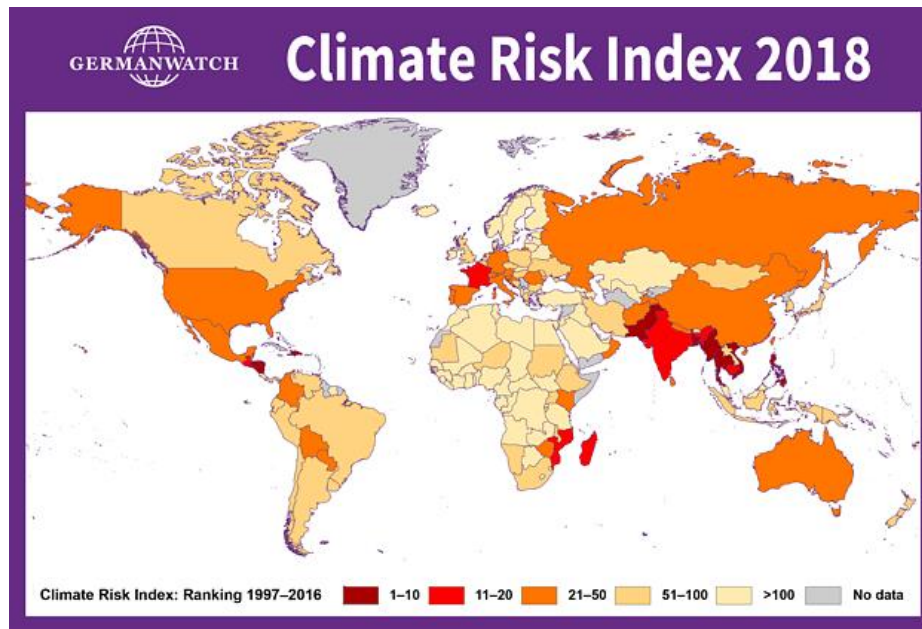 GERMANWATCH
Climate Risk Index 2018
Climate Risk Index: Ranking 1997–2016 1–10 11–20 21–50 51–100 >100 No data